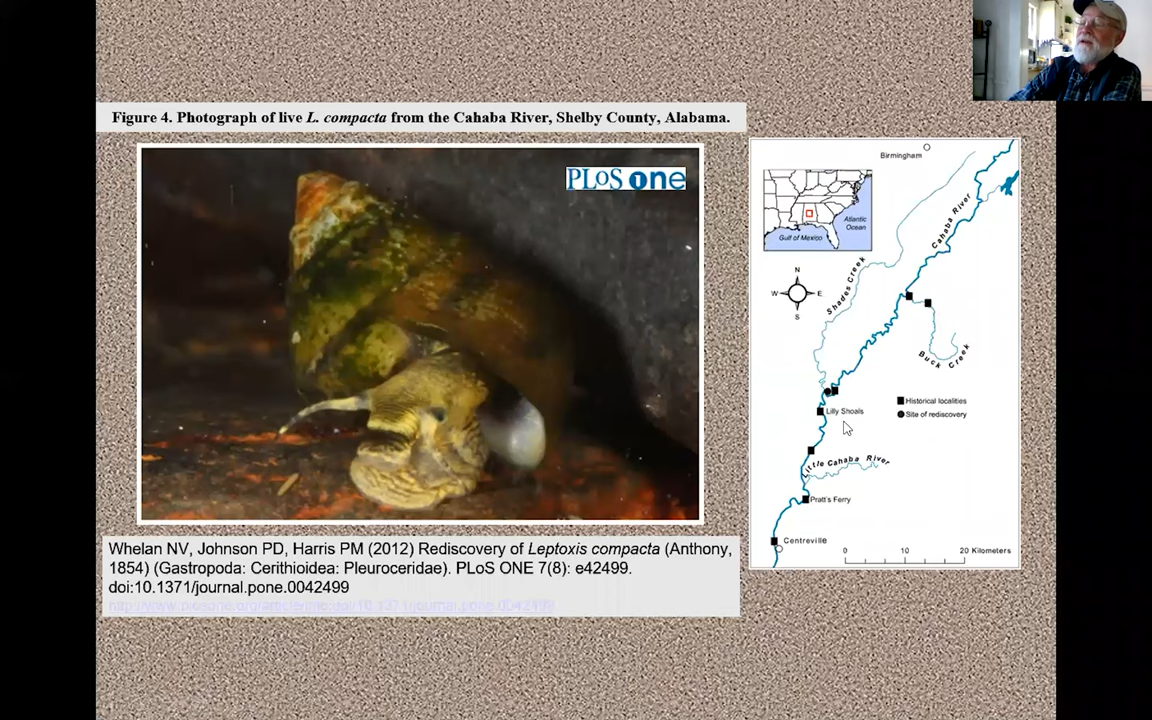 Figure 4. Photograph of live L. compacta from the Cahaba River, Shelby County, Alabama.
PLoS one
Whelan NV, Johnson PD, Harris PM (2012) Rediscovery of Leptoxis compacta (Anthony,
1854) (Gastropoda: Cerithioidea: Pleuroceridae). PLoS ONE 7(8): e42499.
doi:10.1371/journal.pone.0042499
Birmingham
Cahaba River
Atlantic
Ocean
Gulf of Mexico
N
W
E
S
Shades Creek
Buck Creek
Historical localities
Lilly Shoals
Site of rediscovery
Little Cahaba River
Pratt's Ferry
Centreville
0 10 20 Kilometers